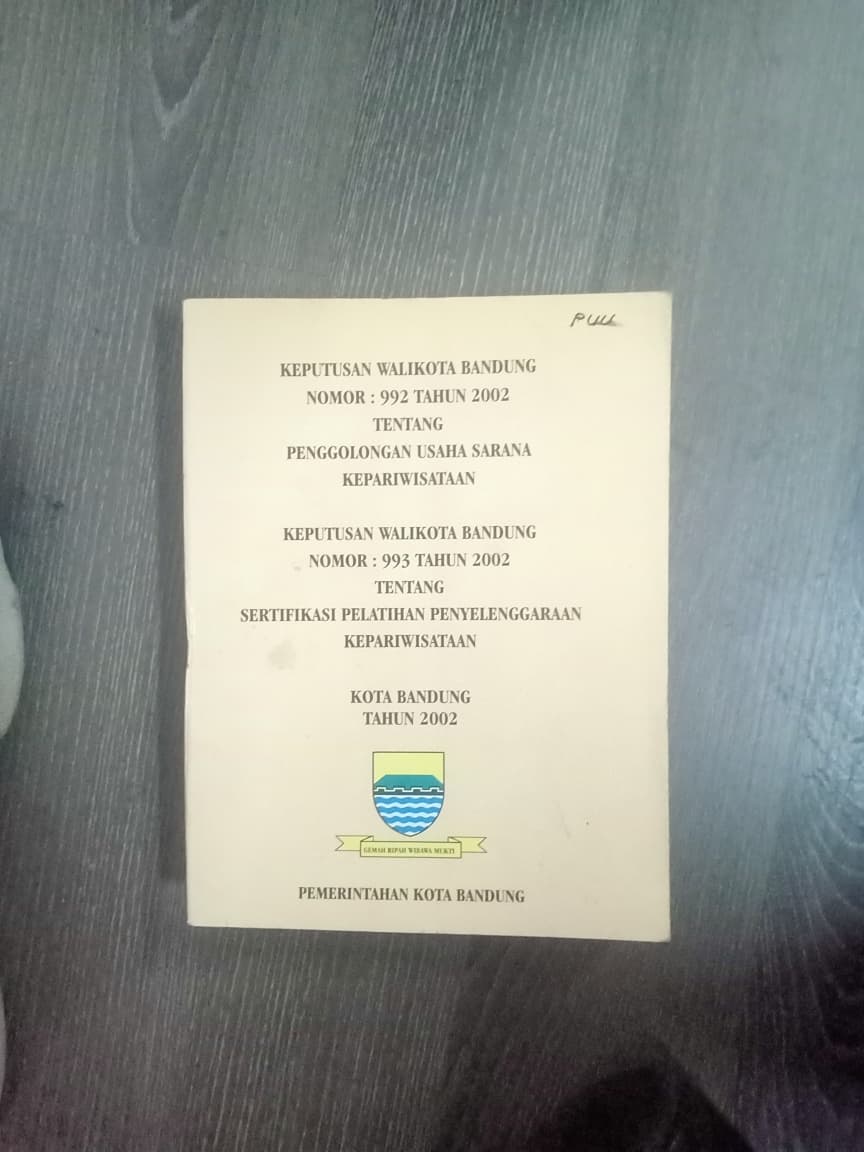 PUU
KEPUTUSAN WALIKOTA BANDUNG
NOMOR : 992 TAHUN 2002
TENTANG
PENGGOLONGAN USAHA SARANA
KEPARIWISATAAN
KEPUTUSAN WALIKOTA BANDUNG
NOMOR : 993 TAHUN 2002
TENTANG
SERTIFIKASI PELATIHAN PENYELENGGARAAN
KEPARIWISATAAN
KOTA BANDUNG
TAHUN 2002
GEMAH RIPAH WIBAWA MUKTI
PEMERINTAHAN KOTA BANDUNG